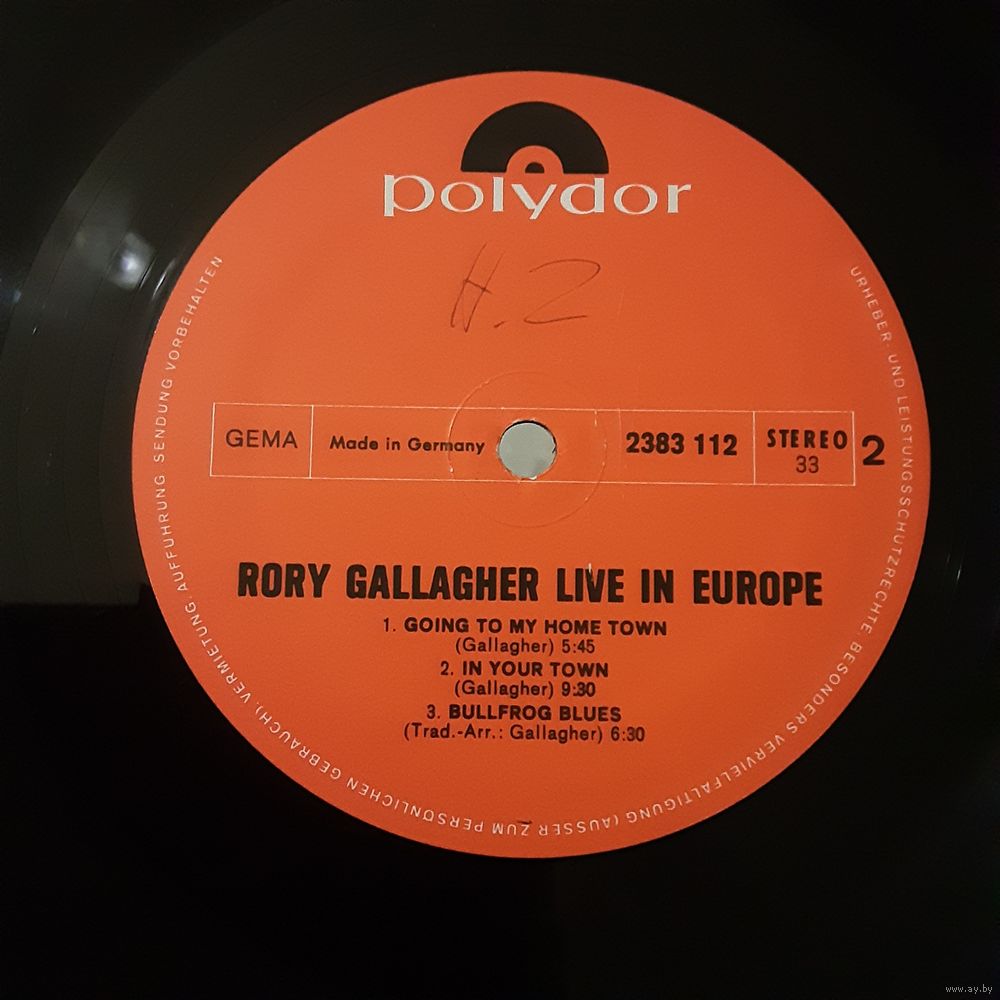 polydor
H.2
GEMA
Made in Germany
2383 112
STEREO
33
2
RORY GALLAGHER LIVE IN EUROPE
1. GOING TO MY HOME TOWN
(Gallagher) 5:45
2. IN YOUR TOWN
(Gallagher) 9:30
3. BULLFROG BLUES
(Trad.-Arr.: Gallagher) 6:30
URHEBER- UND LEISTUNGSSCHUTZRECHTE, BESONDERS VERVIELFÄLTIGUNG (AUSSER ZUM PERSÖNLICHEN GEBRAUCH), VERMIETUNG, AUFFÜHRUNG, SENDUNG VORBEHALTEN
www.ay.by